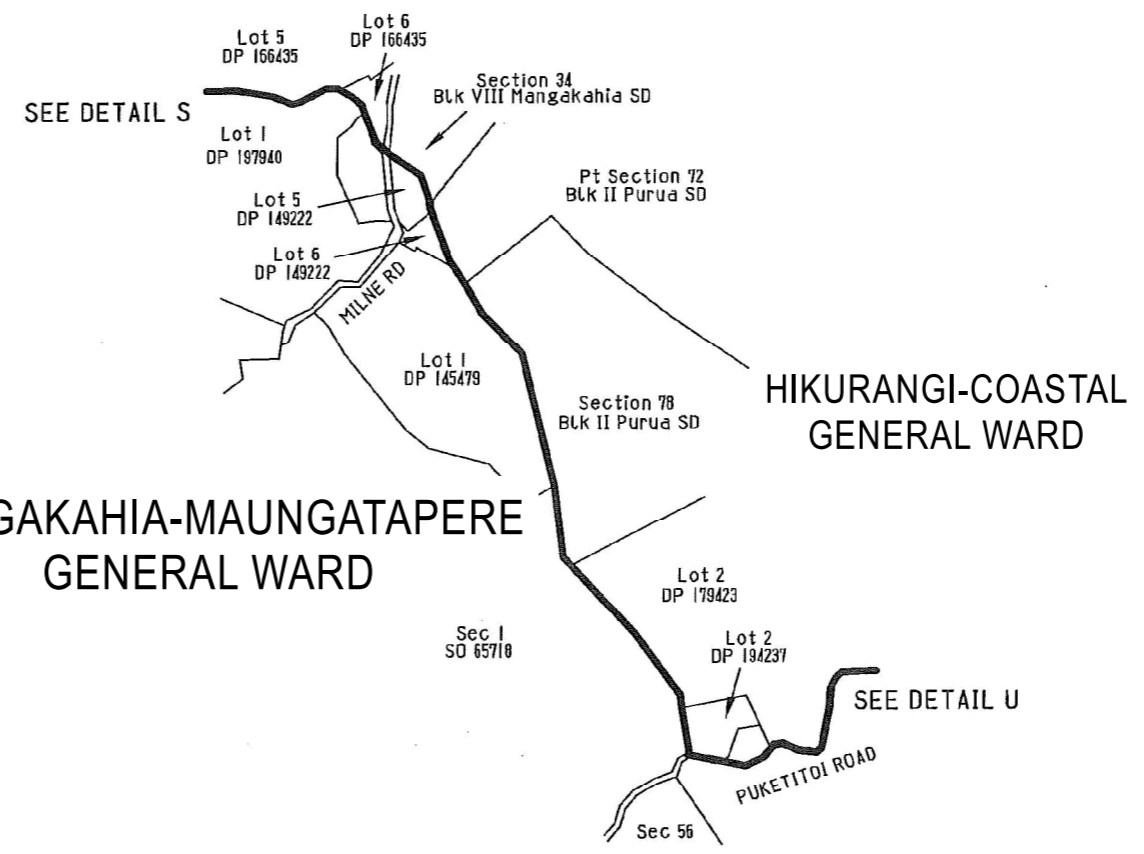 Lot 5
DP 166435
Lot 6
DP 166435
SEE DETAIL S
Section 34
Blk VIII Mangakahia SD
Lot 1
DP 197940
Pt Section 72
Blk II Purua SD
Lot 5
DP 149222
Lot 6
DP 149222
MILNE RD
Lot 1
DP 145479
HIKURANGI-COASTAL
GENERAL WARD
Section 78
Blk II Purua SD
GAKAHIA-MAUNGATAPERE
GENERAL WARD
Lot 2
DP 179423
Sec 1
SO 65718
Lot 2
DP 194237
SEE DETAIL U
PUKETITOI ROAD
Sec 56